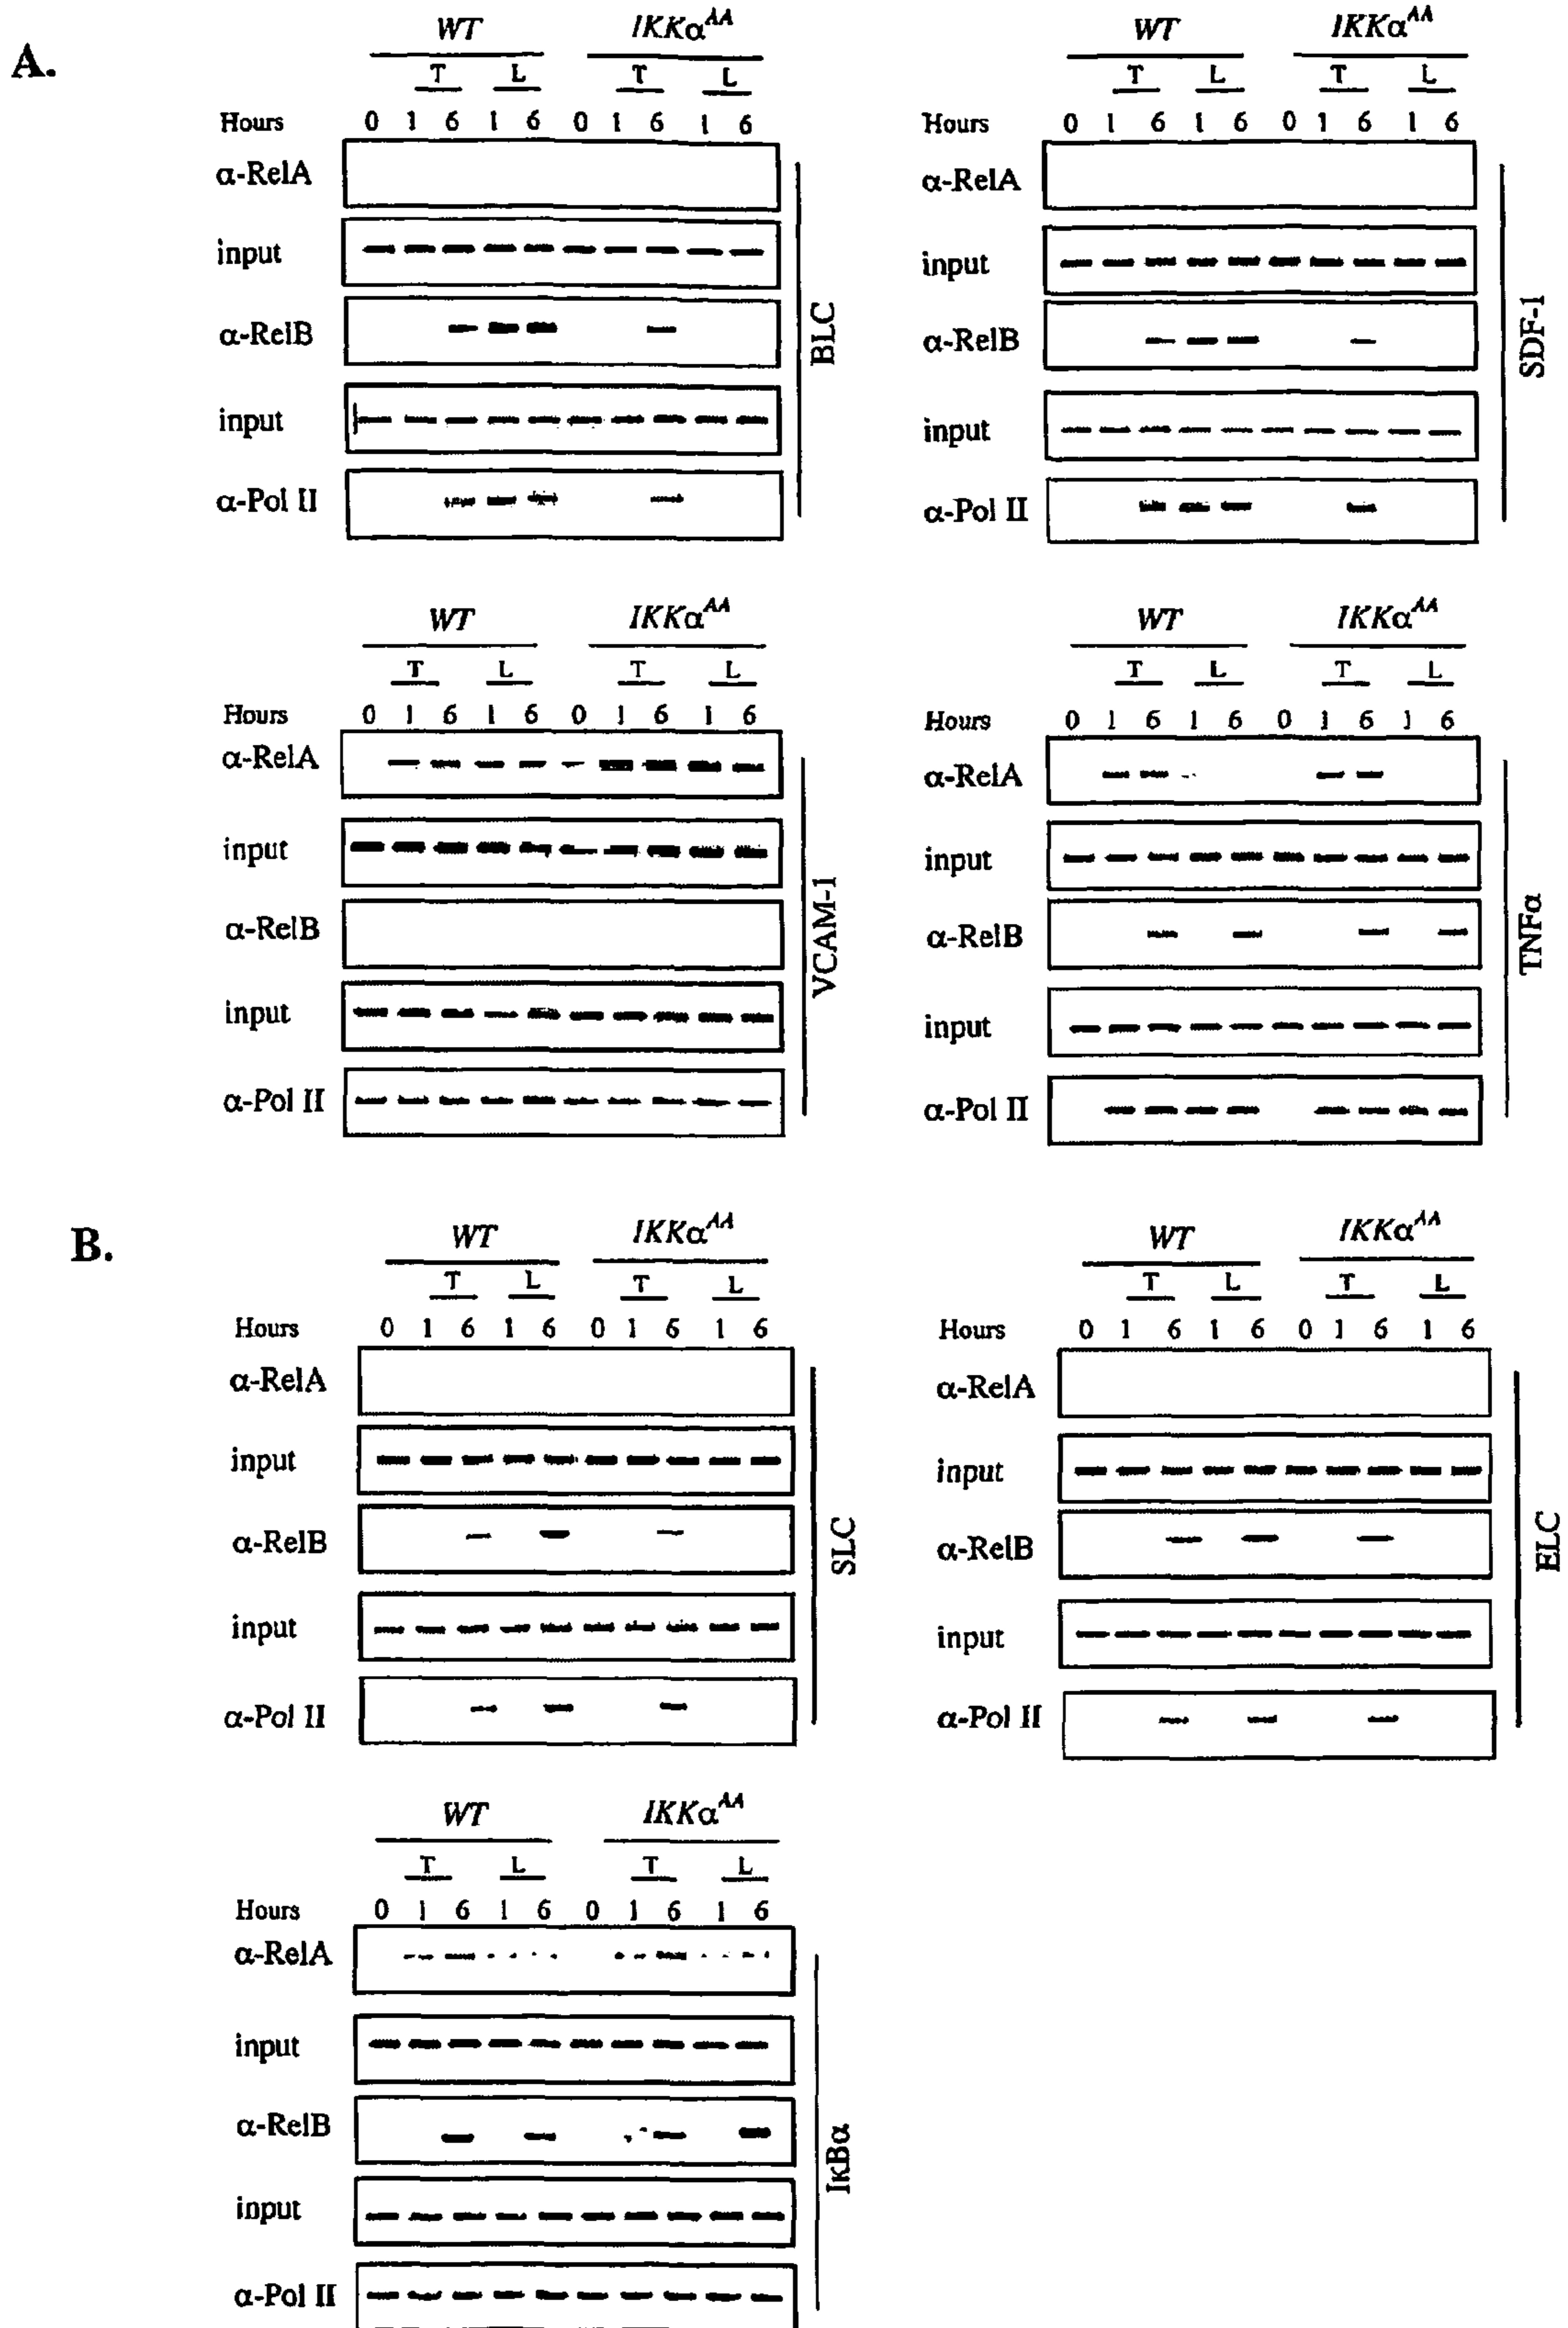 A.
WT IKKα^AA
T L T L
Hours 0 1 6 1 6 0 1 6 1 6
α-RelA
input
α-RelB
input
α-Pol II
BLC
WT IKKα^AA
T L T L
Hours 0 1 6 1 6 0 1 6 1 6
α-RelA
input
α-RelB
input
α-Pol II
SDF-1
WT IKKα^AA
T L T L
Hours 0 1 6 1 6 0 1 6 1 6
α-RelA
input
α-RelB
input
α-Pol II
VCAM-1
WT IKKα^AA
T L T L
Hours 0 1 6 1 6 0 1 6 1 6
α-RelA
input
α-RelB
input
α-Pol II
TNFα
B.
WT IKKα^AA
T L T L
Hours 0 1 6 1 6 0 1 6 1 6
α-RelA
input
α-RelB
input
α-Pol II
SLC
WT IKKα^AA
T L T L
Hours 0 1 6 1 6 0 1 6 1 6
α-RelA
input
α-RelB
input
α-Pol II
ELC
WT IKKα^AA
T L T L
Hours 0 1 6 1 6 0 1 6 1 6
α-RelA
input
α-RelB
input
α-Pol II
IκBα